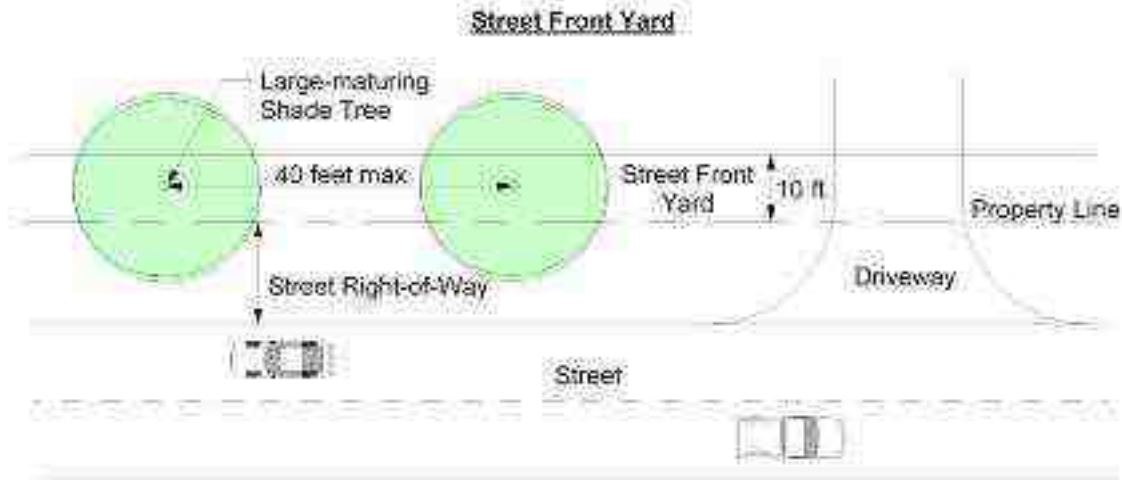 Street Front Yard
Large-maturing
Shade Tree
40 feet max
Street Front
Yard
10 ft.
Property Line
Street Right-of-Way
Driveway
Street